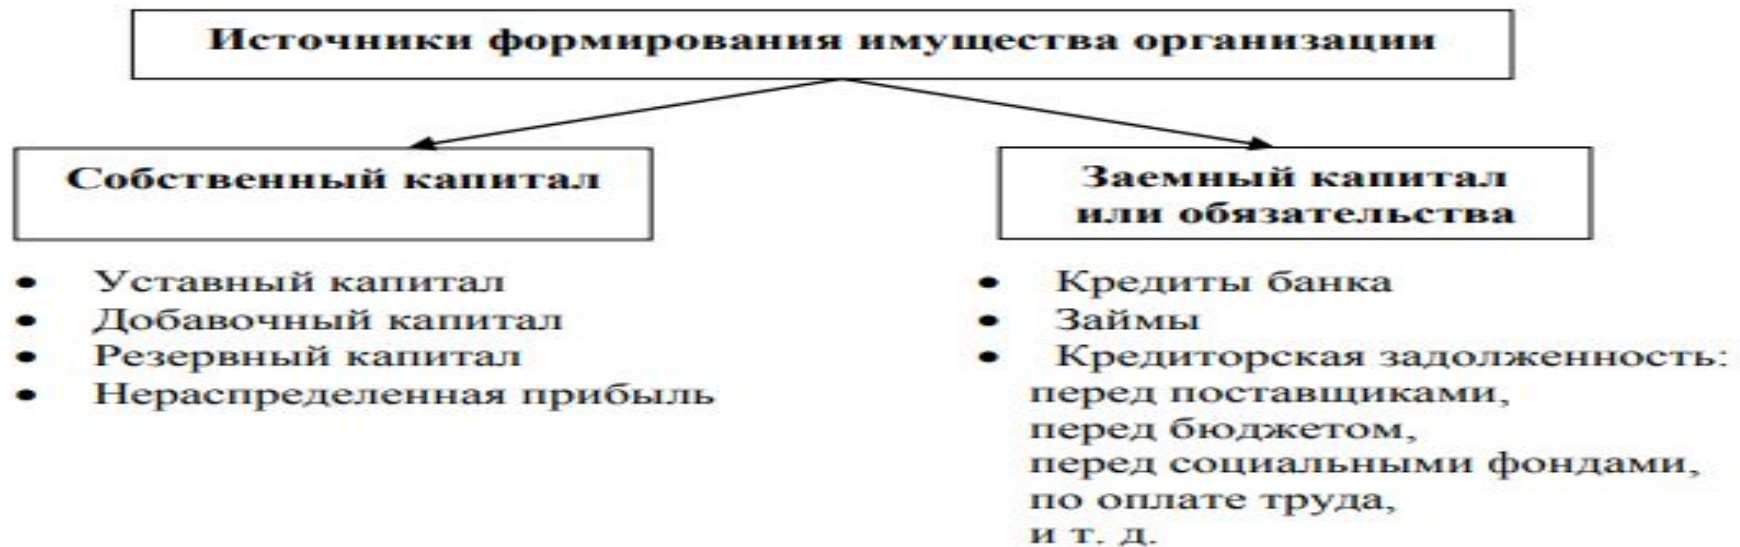 Источники формирования имущества организации
Собственный капитал
• Уставный капитал
• Добавочный капитал
• Резервный капитал
• Нераспределенная прибыль
Заемный капитал
или обязательства
• Кредиты банка
• Займы
• Кредиторская задолженность:
перед поставщиками,
перед бюджетом,
перед социальными фондами,
по оплате труда,
и т. д.